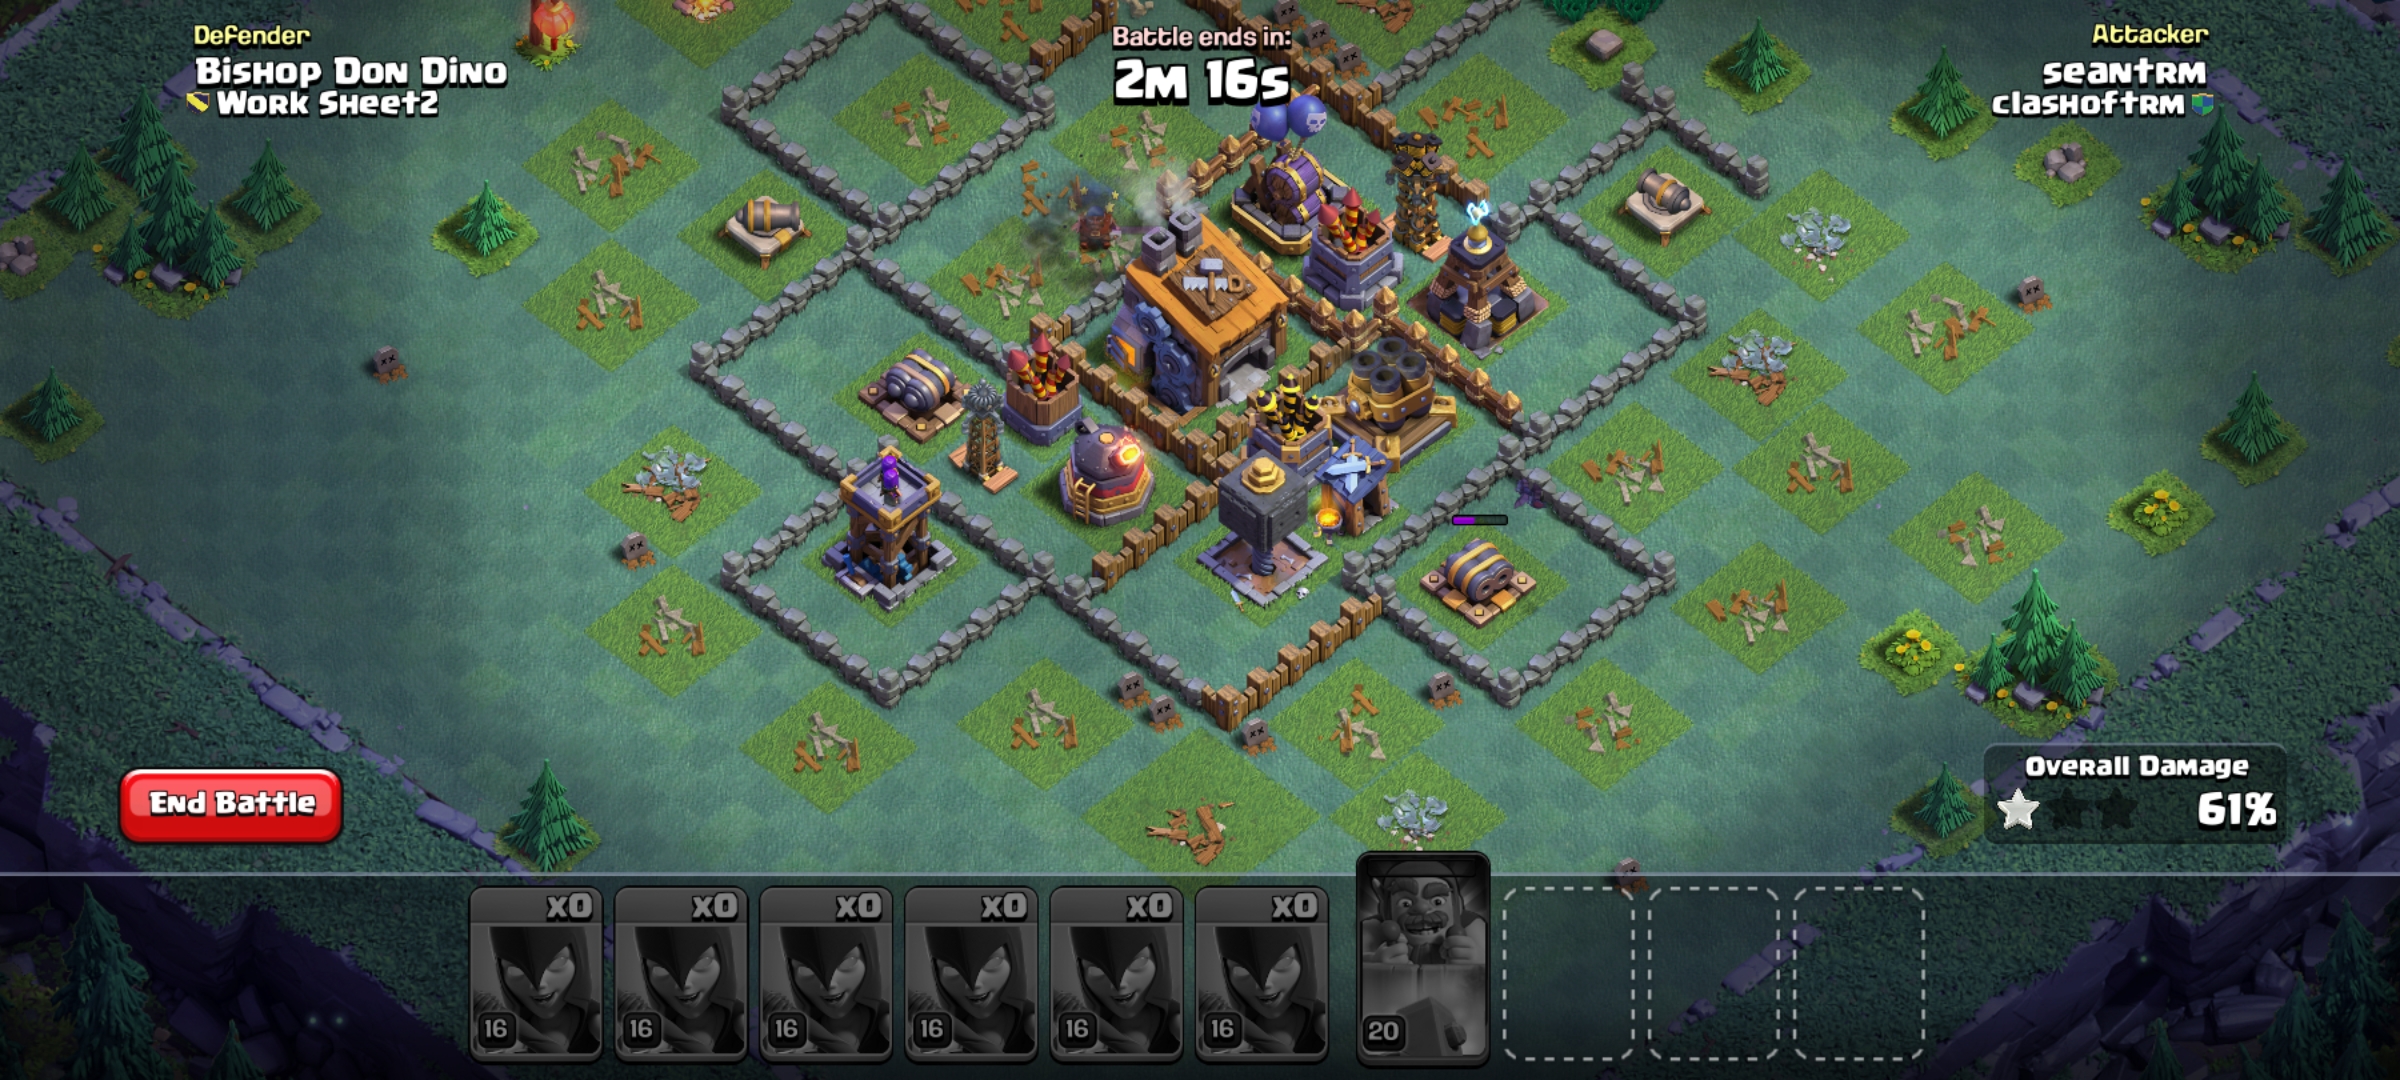 Defender
Bishop Don Dino
Work Sheet2
Battle ends in:
2M 16s
Attacker
seantrm
clashoftrm
End Battle
Overall Damage
61%
x0
x0
x0
x0
x0
x0
16
16
16
16
16
16
20